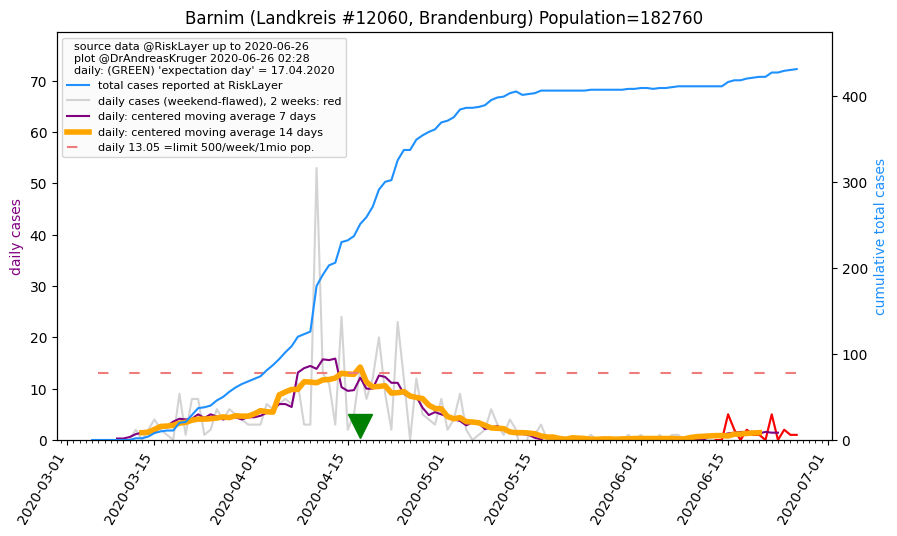 Barnim (Landkreis #12060, Brandenburg) Population=182760
source data @RiskLayer up to 2020-06-26
plot @DrAndreasKruger 2020-06-26 02:28
daily: (GREEN) 'expectation day' = 17.04.2020
total cases reported at RiskLayer
daily cases (weekend-flawed), 2 weeks: red
daily: centered moving average 7 days
daily: centered moving average 14 days
daily 13.05 =limit 500/week/1mio pop.
daily cases
70
60
50
40
30
20
10
0
cumulative total cases
400
300
200
100
0
2020-03-01
2020-03-15
2020-04-01
2020-04-15
2020-05-01
2020-05-15
2020-06-01
2020-06-15
2020-07-01